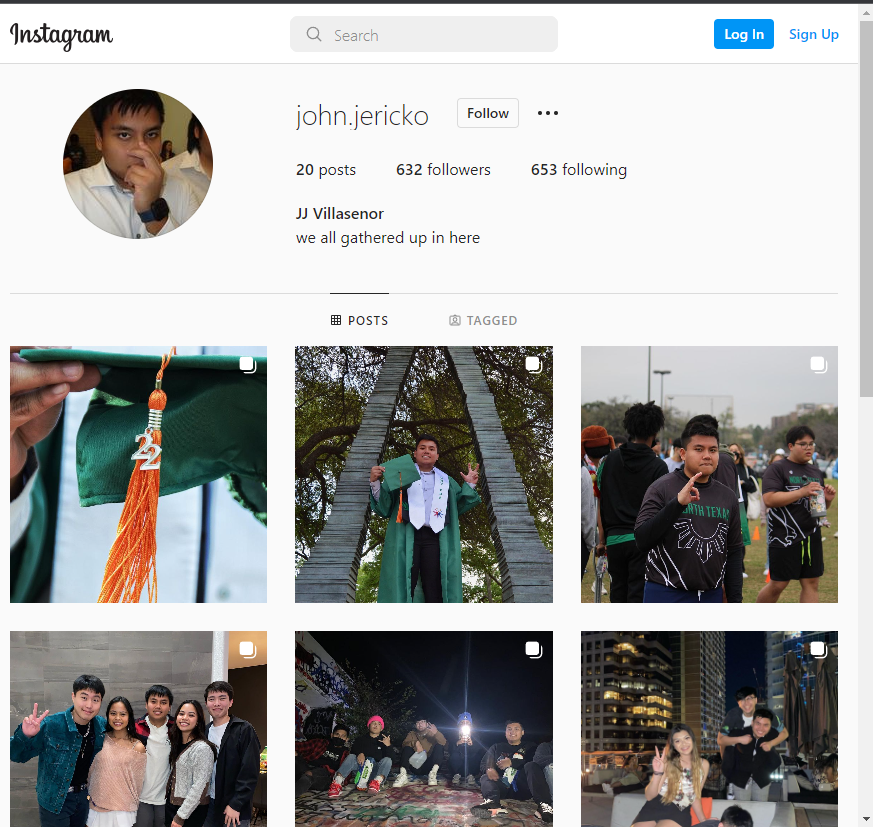 Instagram
Search
Log In
Sign Up
john.jericko
Follow
20 posts
632 followers
653 following
JJ Villasenor
we all gathered up in here
POSTS
TAGGED
22
NORTH TEXAS